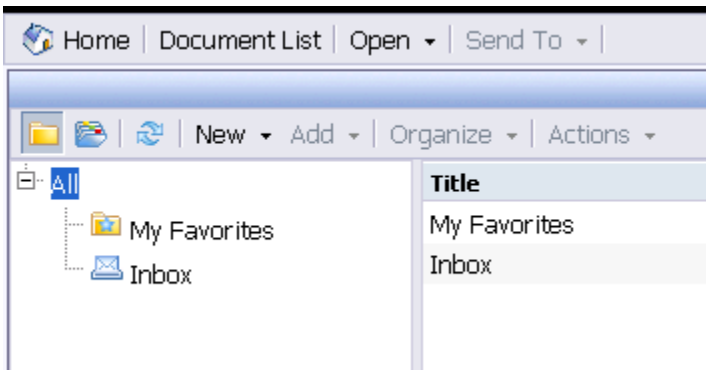 Home | Document List | Open | Send To |
New Add | Organize | Actions
All
My Favorites
Inbox
Title
My Favorites
Inbox